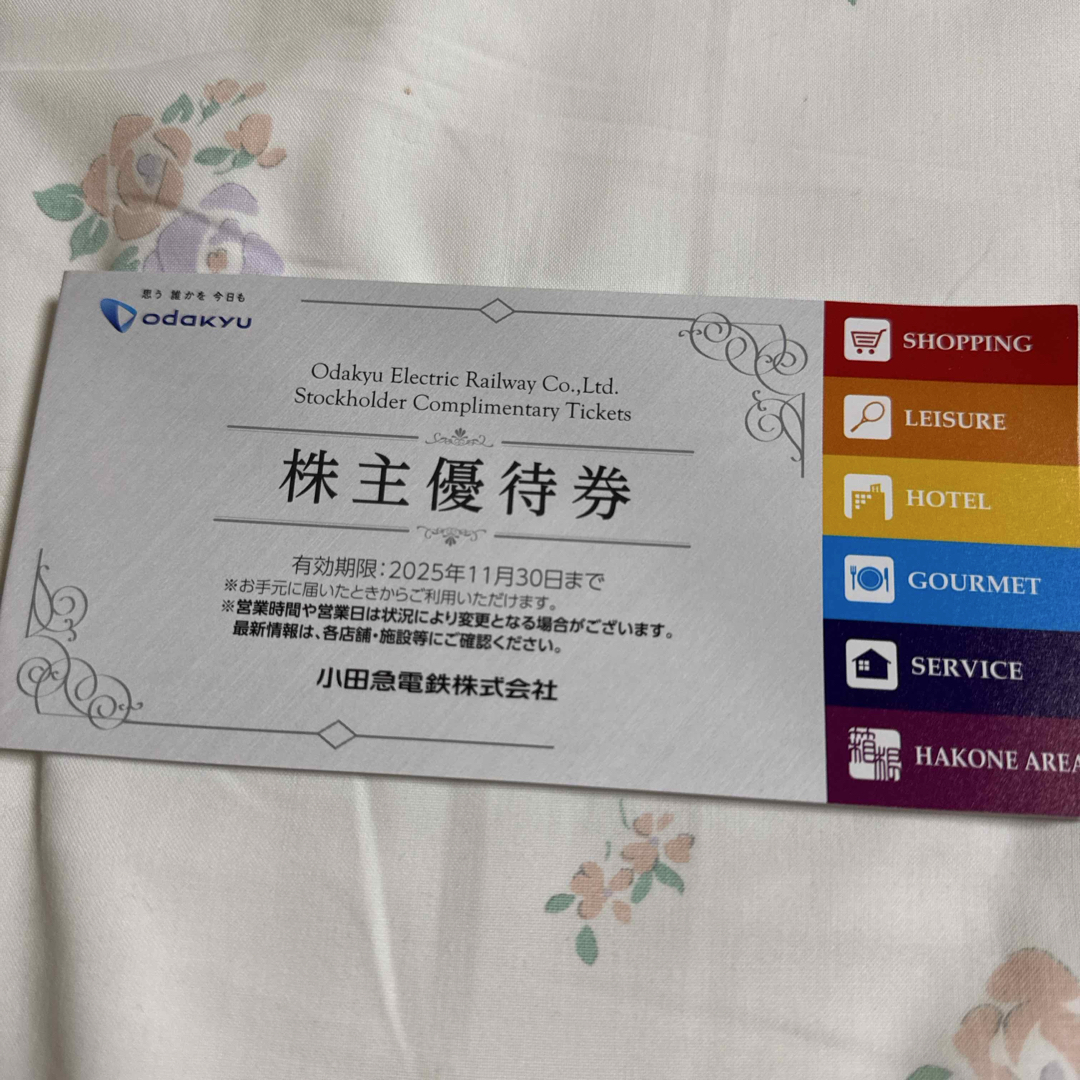 思う 誰かを 今日も
odakyu
Odakyu Electric Railway Co.,Ltd.
Stockholder Complimentary Tickets
株主優待券
有効期限:2025年11月30日まで
※お手元に届いたときからご利用いただけます。
※営業時間や営業日は状況により変更となる場合がございます。
最新情報は、各店舗・施設等にご確認ください。
小田急電鉄株式会社
SHOPPING
LEISURE
HOTEL
GOURMET
SERVICE
箱根
HAKONE AREA